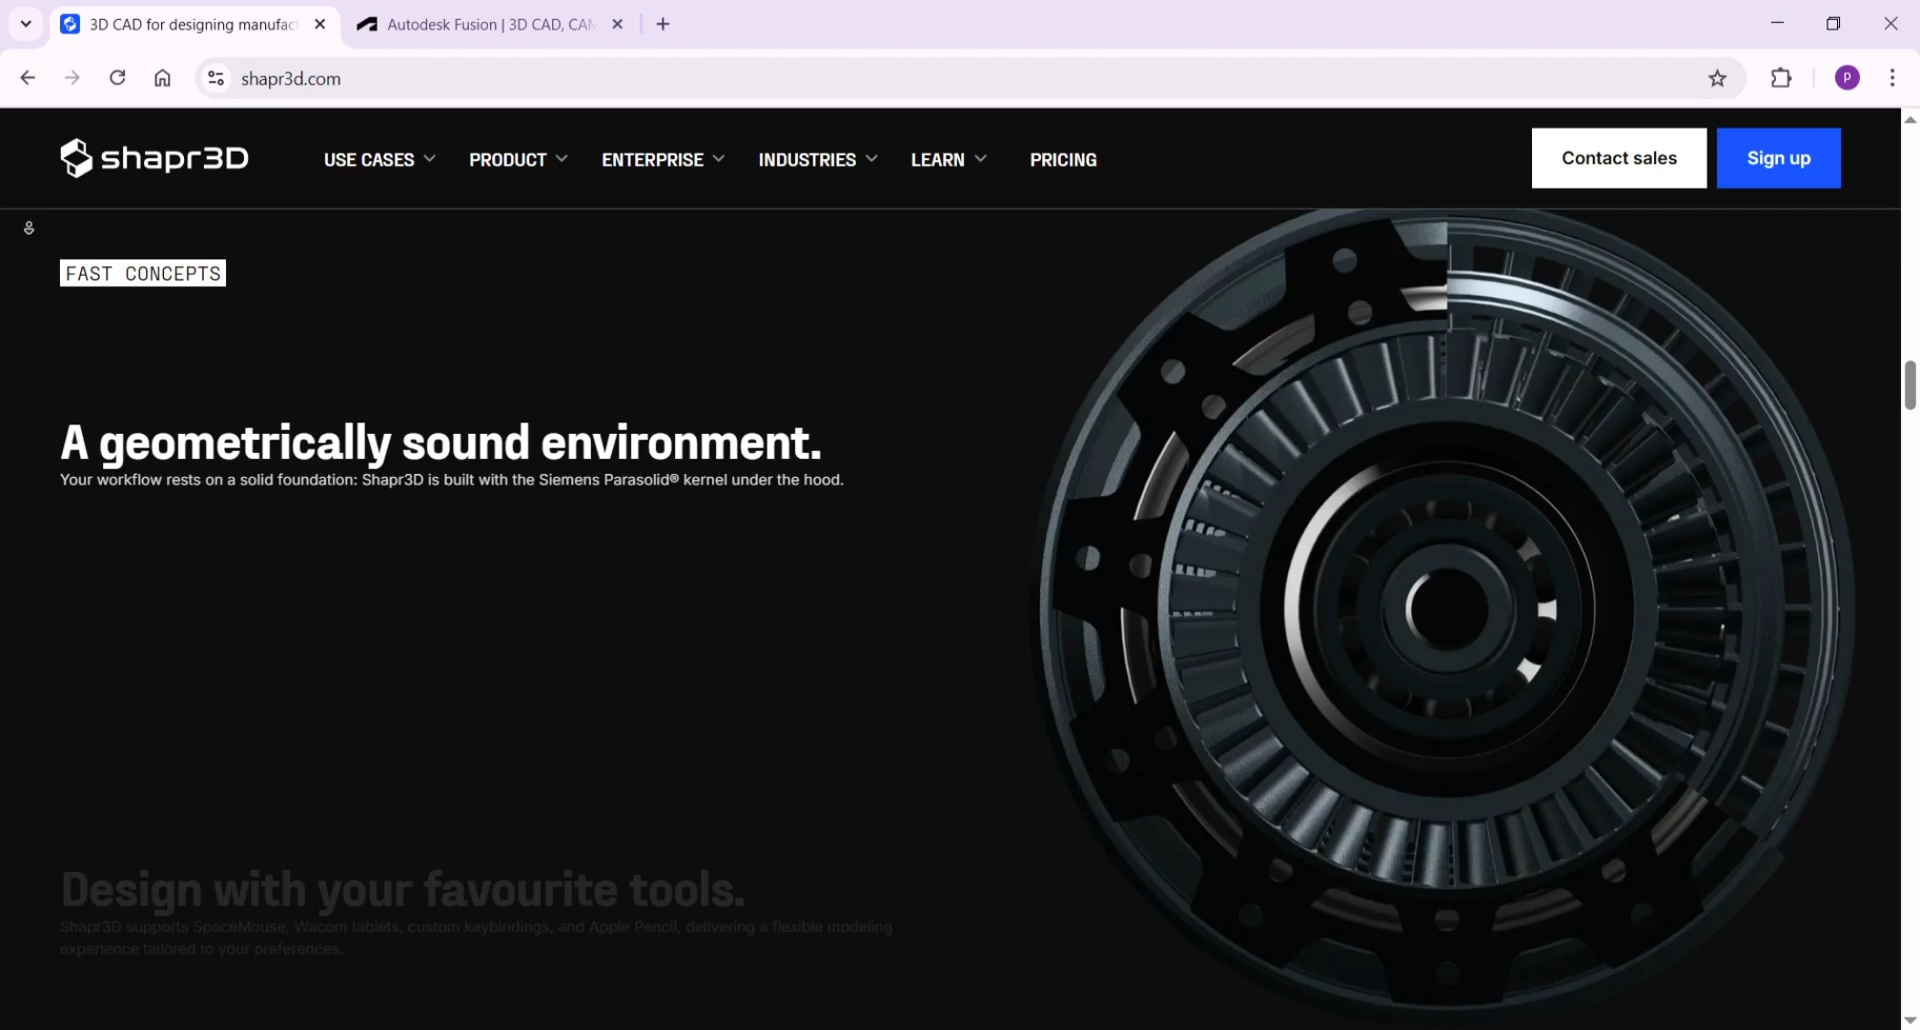 3D CAD for designing manufac
Autodesk Fusion | 3D CAD, CAM
shapr3d.com
P
shapr3D
USE CASES
PRODUCT
ENTERPRISE
INDUSTRIES
LEARN
PRICING
Contact sales
Sign up
FAST CONCEPTS
A geometrically sound environment.
Your workflow rests on a solid foundation: Shapr3D is built with the Siemens Parasolid® kernel under the hood.
Design with your favourite tools.
Shapr3D supports SpaceMouse, Wacom tablets, custom keybindings, and Apple Pencil, delivering a flexible modeling
experience tailored to your preferences.